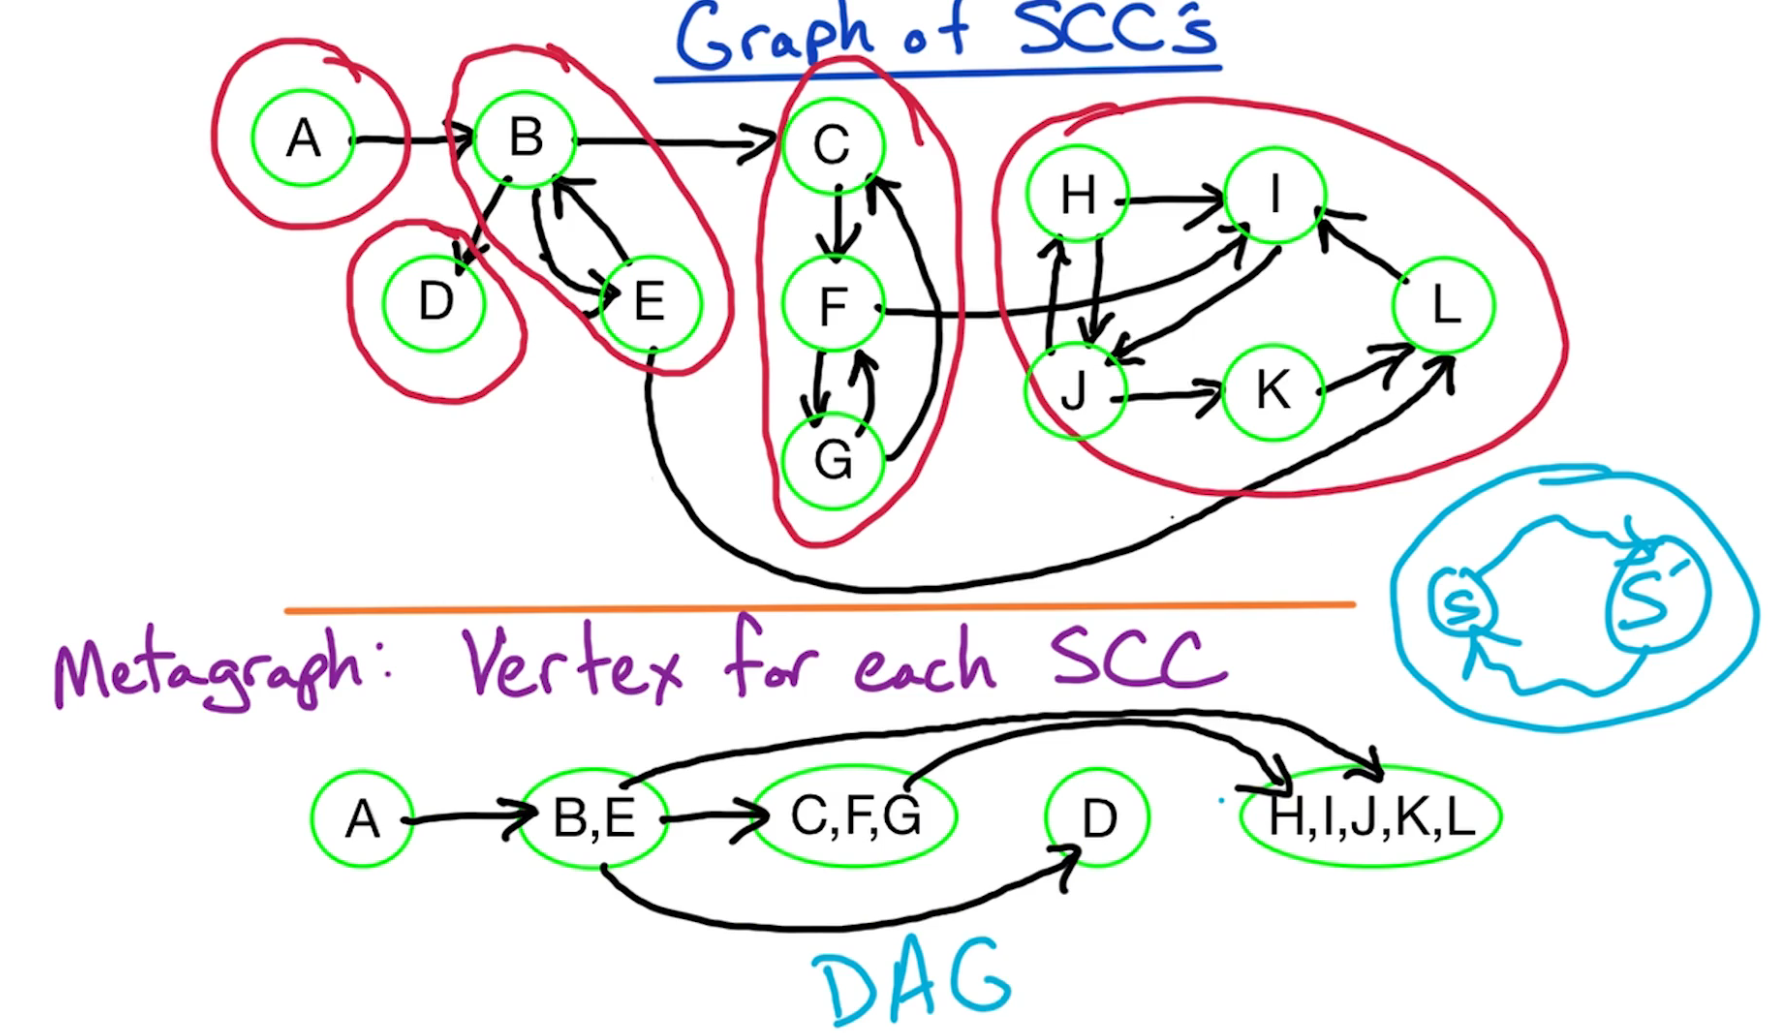 Graph of SCC's
A B C H I
D E F L
J K
G
S S'
Metagraph: Vertex for each SCC
A B,E C,F,G D H,I,J,K,L
DAG